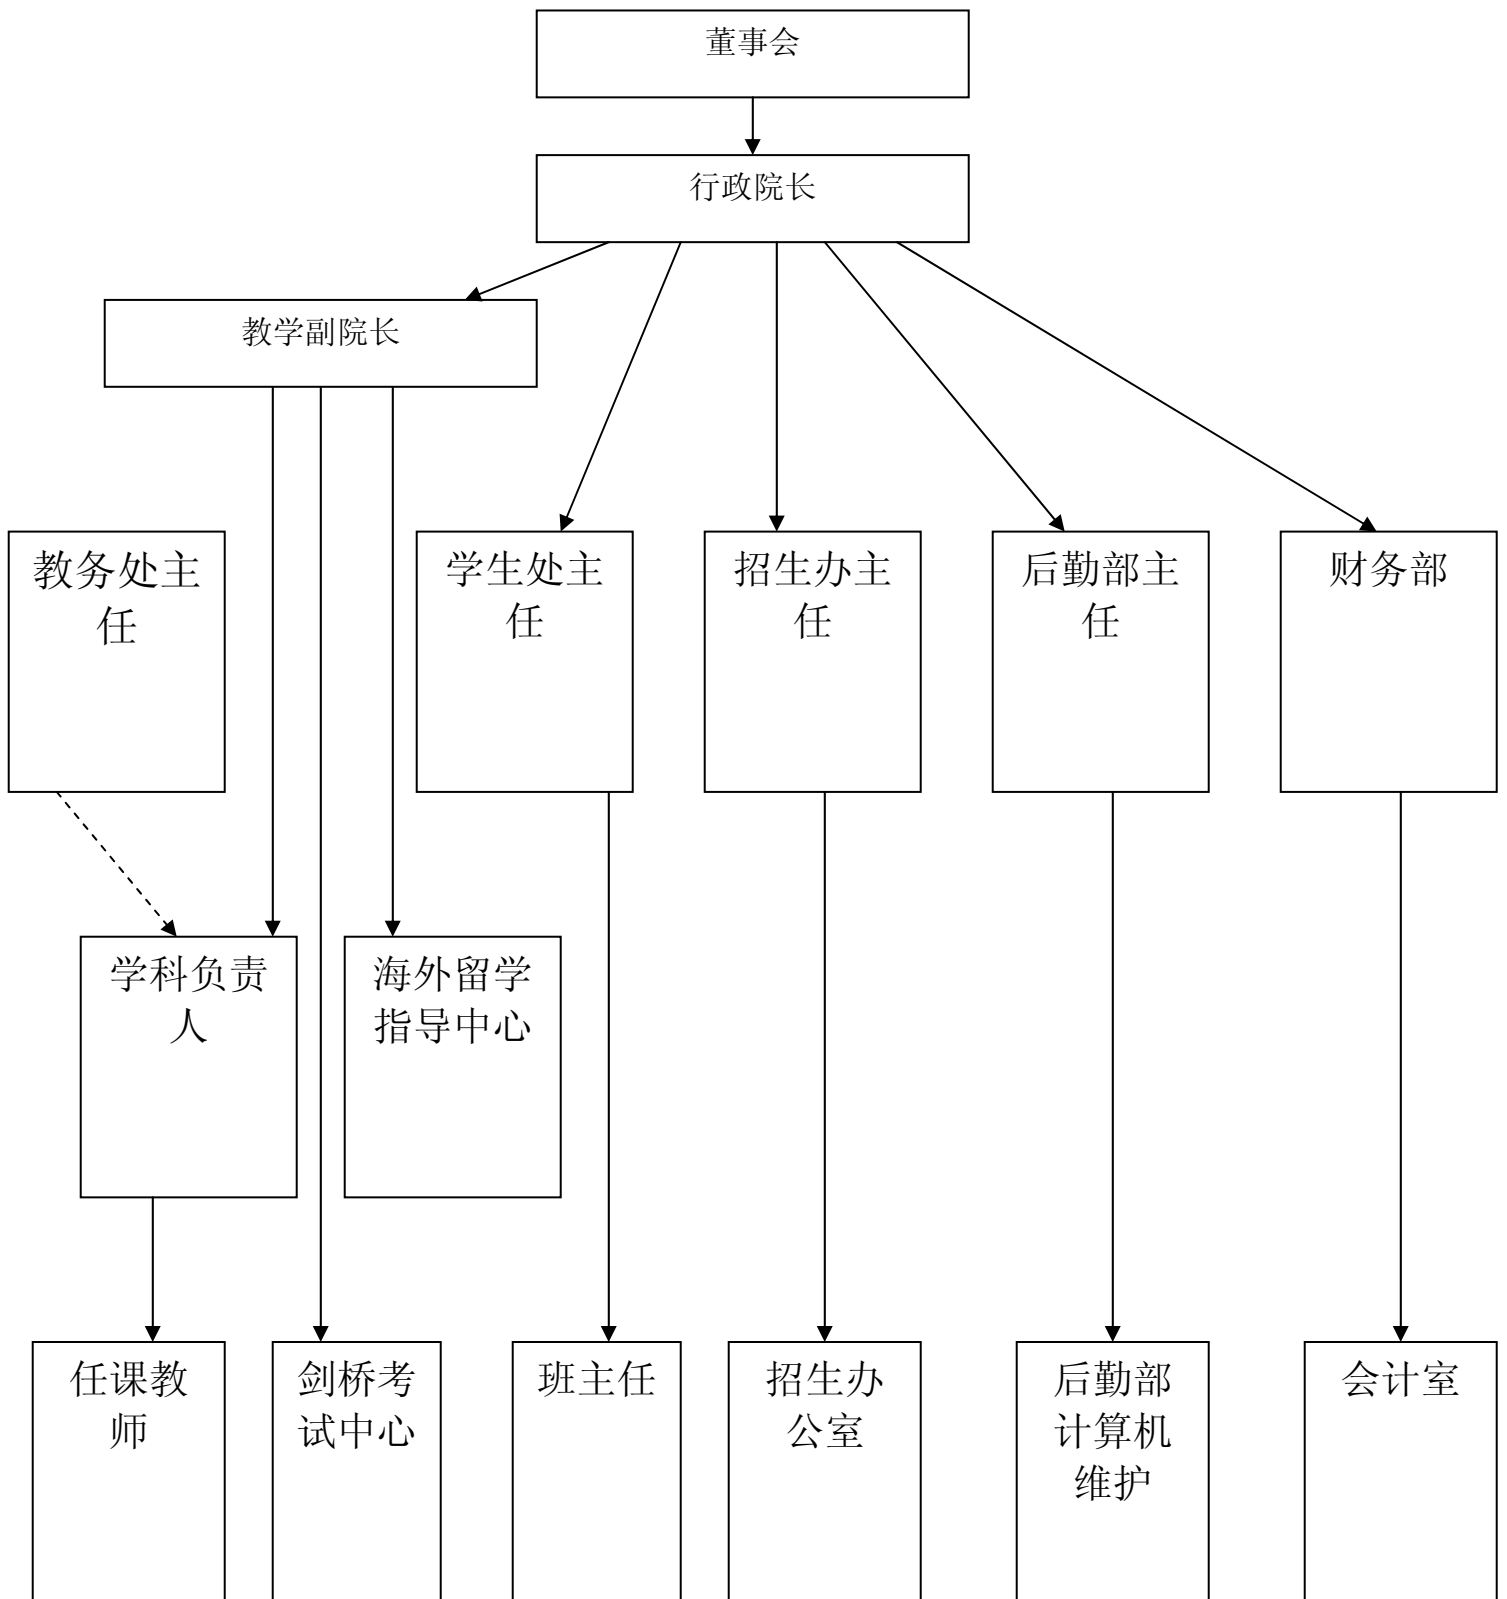 董事会
行政院长
教学副院长
教务处主
任
学生处主
任
招生办主
任
后勤部主
任
财务部
学科负责
人
海外留学
指导中心
任课教
师
剑桥考
试中心
班主任
招生办
公室
后勤部
计算机
维护
会计室